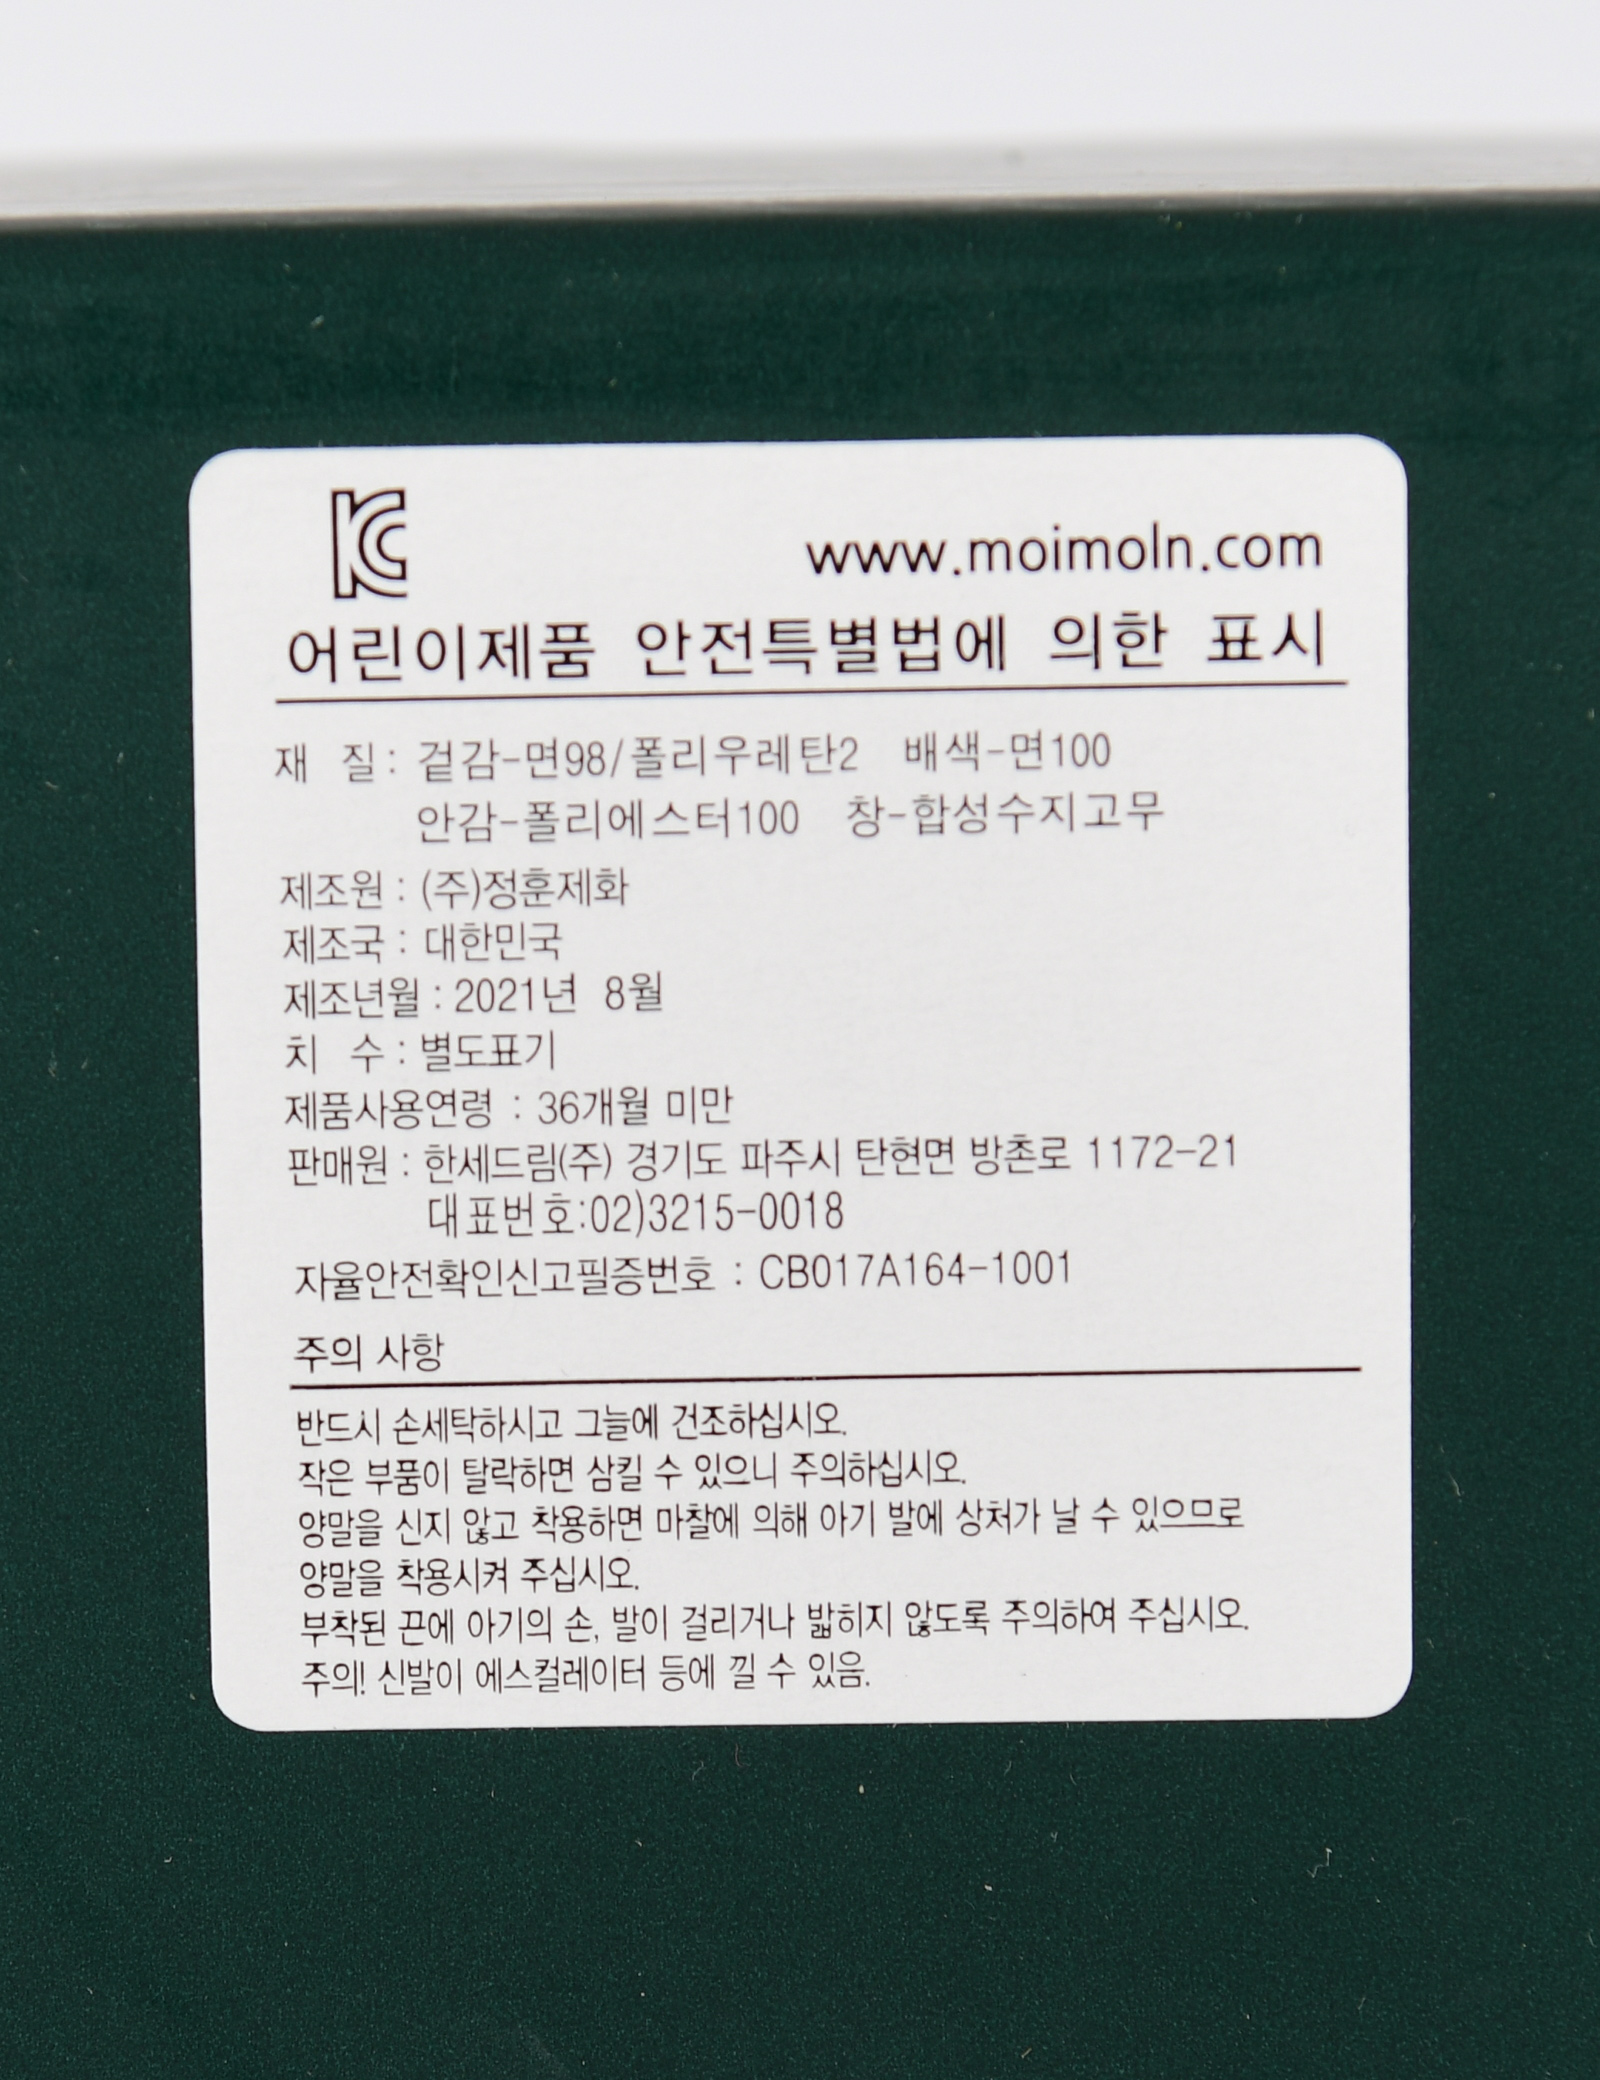 KC
www.moimoln.com
어린이제품 안전특별법에 의한 표시
재 질 : 겉감-면98/폴리우레탄2 배색-면100
안감-폴리에스터100 창-합성수지고무
제조원 : (주)정훈제화
제조국 : 대한민국
제조년월 : 2021년 8월
치 수 : 별도표기
제품사용연령 : 36개월 미만
판매원 : 한세드림(주) 경기도 파주시 탄현면 방촌로 1172-21
대표번호:02)3215-0018
자율안전확인신고필증번호 : CB017A164-1001
주의 사항
반드시 손세탁하시고 그늘에 건조하십시오.
작은 부품이 탈락하면 삼킬 수 있으니 주의하십시오.
양말을 신지 않고 착용하면 마찰에 의해 아기 발에 상처가 날 수 있으므로
양말을 착용시켜 주십시오.
부착된 끈에 아기의 손, 발이 걸리거나 밟히지 않도록 주의하여 주십시오.
주의! 신발이 에스컬레이터 등에 낄 수 있음.